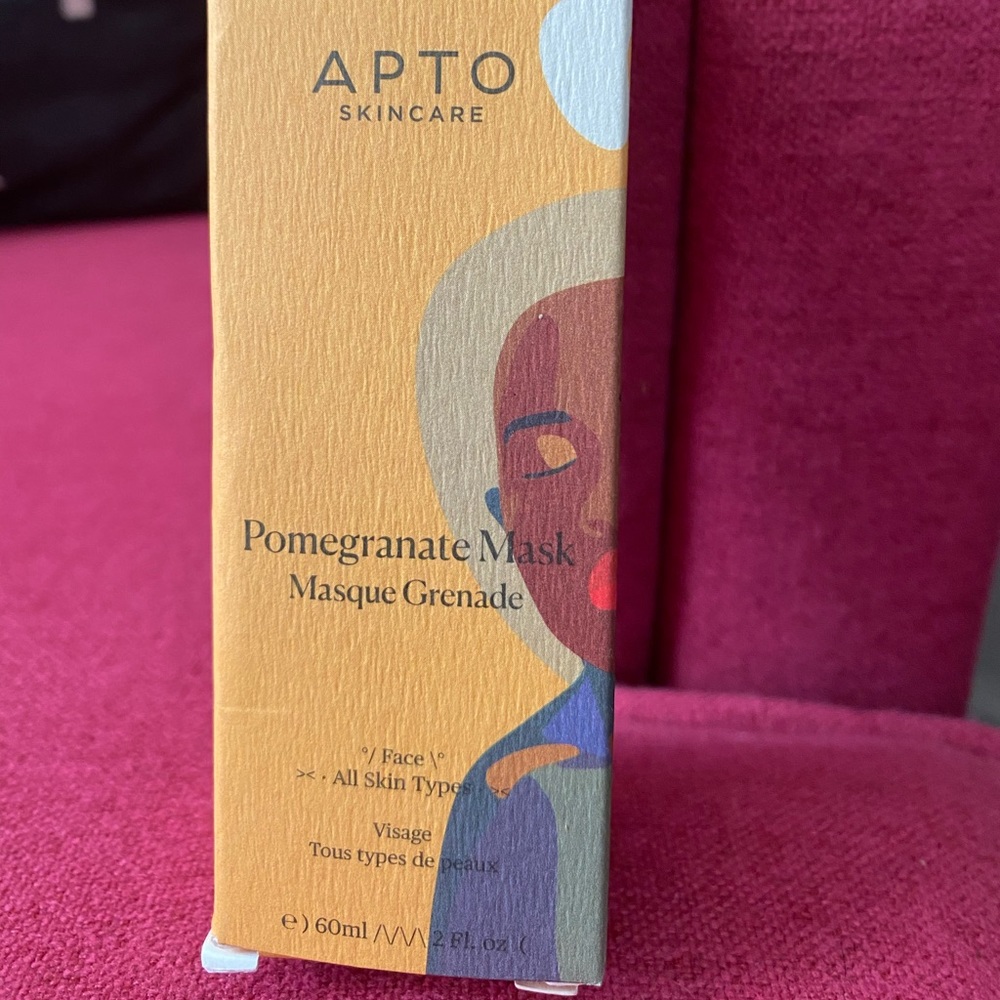 APTO
SKINCARE
Pomegranate Mask
Masque Grenade
°/ Face \°
>< · All Skin Types · ><
Visage
Tous types de peaux
℮ ) 60ml /\/\/\/\ 2 Fl. oz (